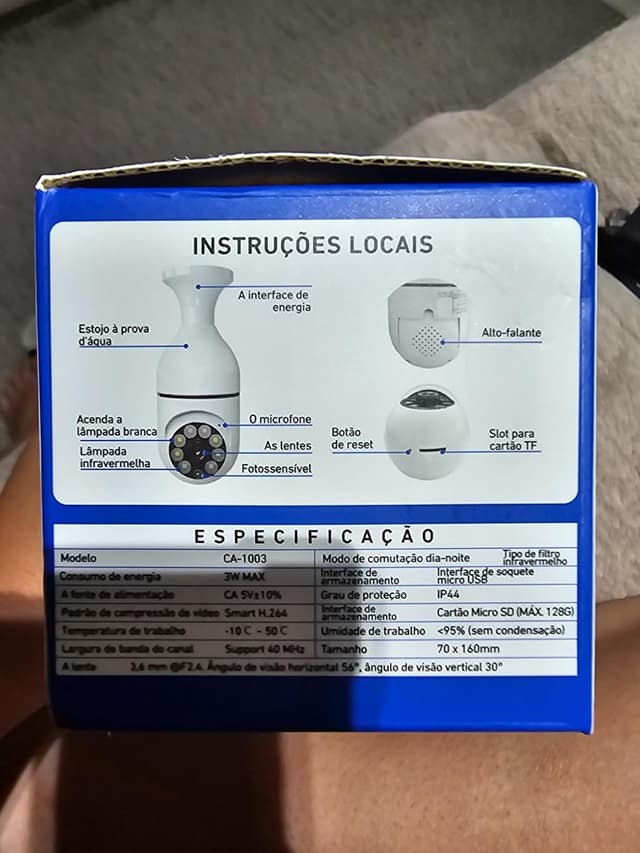 INSTRUÇÕES LOCAIS
A interface de
energia
Estojo à prova
d'água
Alto-falante
Acenda a
lâmpada branca
O microfone
Lâmpada
infravermelha
As lentes
Fotossensível
Botão
de reset
Slot para
cartão TF
ESPECIFICAÇÃO
Modelo CA-1003 Modo de comutação dia-noite Tipo de filtro
infravermelho
Consumo de energia 3W MAX Interface de
armazenamento Interface de soquete
micro USB
A fonte de alimentação CA 5V±10% Grau de proteção IP44
Padrão de compressão de vídeo Smart H.264 Interface de
armazenamento Cartão Micro SD (MÁX. 128G)
Temperatura de trabalho -10℃ - 50℃ Umidade de trabalho <95% (sem condensação)
Largura de banda do canal Support 40 MHz Tamanho 70 x 160mm
A lente 3,6 mm @F2.4. Ângulo de visão horizontal 56°, ângulo de visão vertical 30°